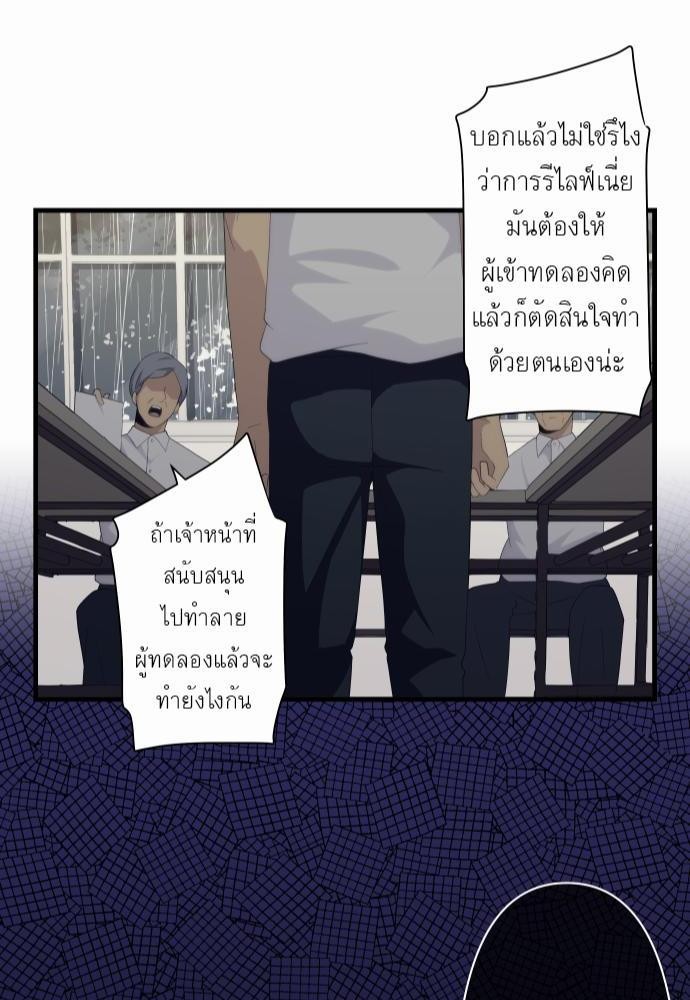 บอกแล้วไม่ใช่รึไง
ว่าการรีไลฟ์เนี่ย
มันต้องให้
ผู้เข้าทดลองคิด
แล้วก็ตัดสินใจทำ
ด้วยตนเองน่ะ
ถ้าเจ้าหน้าที่
สนับสนุน
ไปทำลาย
ผู้ทดลองแล้วจะ
ทำยังไงกัน